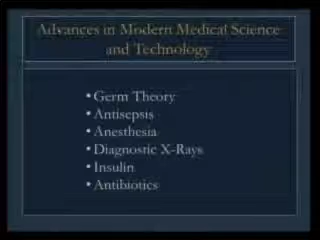 Advances in Modern Medical Science
and Technology
• Germ Theory
• Antisepsis
• Anesthesia
• Diagnostic X-Rays
• Insulin
• Antibiotics